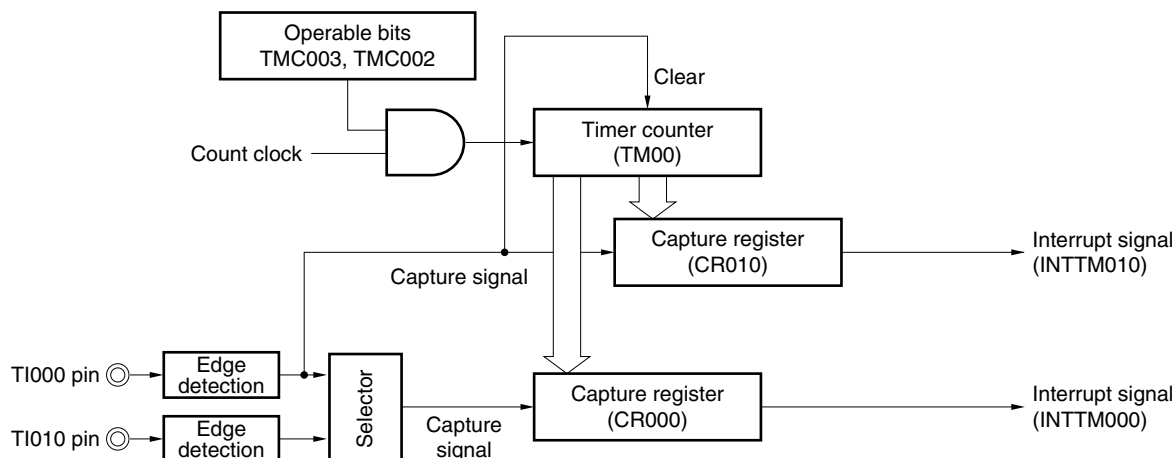 Operable bits
TMC003, TMC002
Clear
Timer counter
(TM00)
Count clock
Capture register
(CR010)
Interrupt signal
(INTTM010)
Capture signal
TI000 pin
Edge
detection
Selector
Capture register
(CR000)
Interrupt signal
(INTTM000)
TI010 pin
Edge
detection
Capture
signal